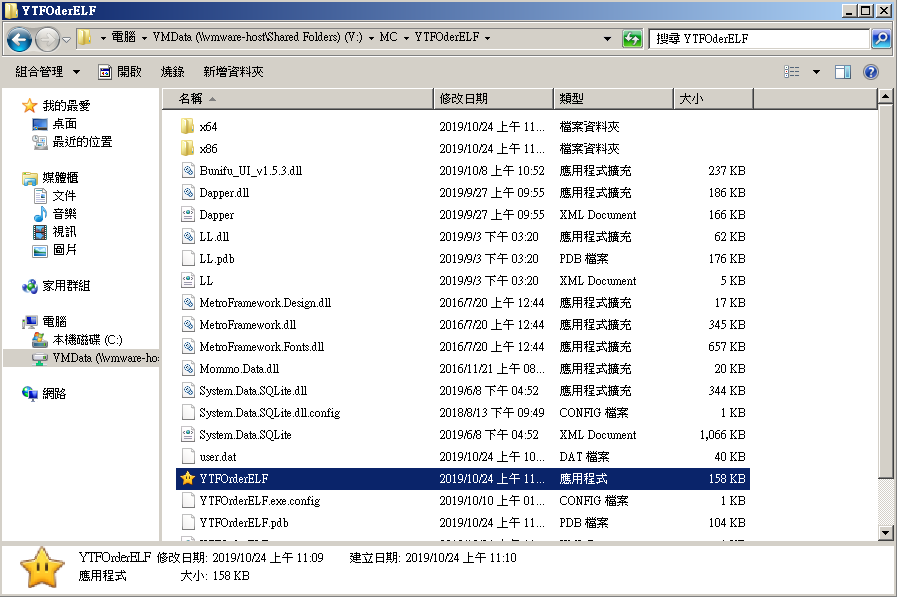 YTFOderELF
電腦 VMData (\\vmware-host\Shared Folders) (V:) MC YTFOderELF 搜尋 YTFOderELF
組合管理 開啟 燒錄 新增資料夾
我的最愛
桌面
最近的位置
媒體櫃
文件
音樂
視訊
圖片
家用群組
電腦
本機磁碟 (C:)
VMData (\\vmware-ho
網路
名稱 修改日期 類型 大小
x64 2019/10/24 上午 11... 檔案資料夾
x86 2019/10/24 上午 11... 檔案資料夾
Bunifu_UI_v1.5.3.dll 2019/10/8 上午 10:52 應用程式擴充 237 KB
Dapper.dll 2019/9/27 上午 09:55 應用程式擴充 186 KB
Dapper 2019/9/27 上午 09:55 XML Document 166 KB
LL.dll 2019/9/3 下午 03:20 應用程式擴充 62 KB
LL.pdb 2019/9/3 下午 03:20 PDB 檔案 176 KB
LL 2019/9/3 下午 03:20 XML Document 5 KB
MetroFramework.Design.dll 2016/7/20 上午 12:44 應用程式擴充 17 KB
MetroFramework.dll 2016/7/20 上午 12:44 應用程式擴充 345 KB
MetroFramework.Fonts.dll 2016/7/20 上午 12:44 應用程式擴充 657 KB
Mommo.Data.dll 2016/11/21 上午 08... 應用程式擴充 20 KB
System.Data.SQLite.dll 2019/6/8 下午 04:52 應用程式擴充 344 KB
System.Data.SQLite.dll.config 2018/8/13 下午 09:49 CONFIG 檔案 1 KB
System.Data.SQLite 2019/6/8 下午 04:52 XML Document 1,066 KB
user.dat 2019/10/24 上午 10... DAT 檔案 40 KB
YTFOrderELF 2019/10/24 上午 11... 應用程式 158 KB
YTFOrderELF.exe.config 2019/10/10 上午 01... CONFIG 檔案 1 KB
YTFOrderELF.pdb 2019/10/24 上午 11... PDB 檔案 104 KB
YTFOrderELF 修改日期: 2019/10/24 上午 11:09 建立日期: 2019/10/24 上午 11:10
應用程式 大小: 158 KB